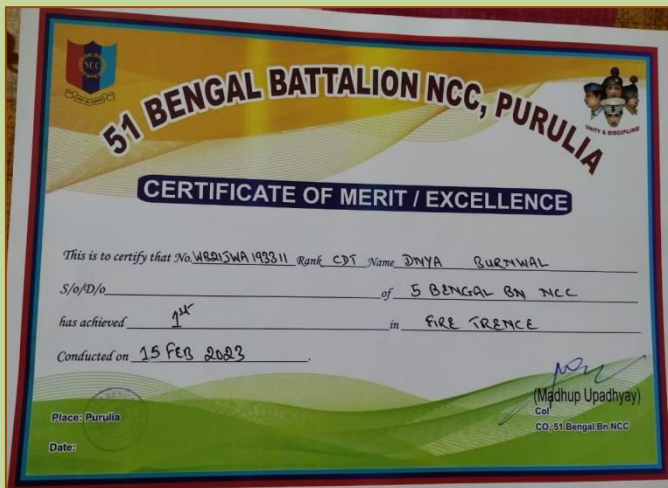 NCC
51 BENGAL BATTALION NCC, PURULIA
UNITY & DISCIPLINE
CERTIFICATE OF MERIT / EXCELLENCE
This is to certify that No. WB21JWA193311 Rank CDT Name DIVYA BURNWAL
S/o/D/o of 5 BENGAL BN NCC
has achieved 1st in FIRE TRENCE
Conducted on 15 FEB 2023.
(Madhup Upadhyay)
Col
Place: Purulia
CO, 51 Bengal Bn NCC
Date: